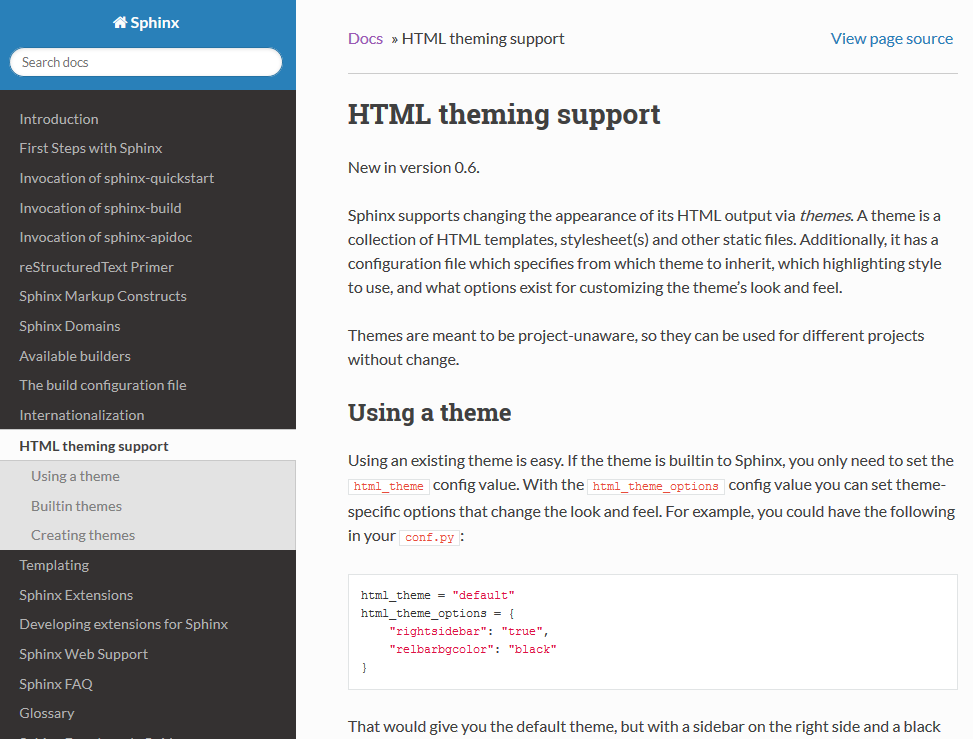 Sphinx
Search docs
Introduction
First Steps with Sphinx
Invocation of sphinx-quickstart
Invocation of sphinx-build
Invocation of sphinx-apidoc
reStructuredText Primer
Sphinx Markup Constructs
Sphinx Domains
Available builders
The build configuration file
Internationalization
HTML theming support
Using a theme
Builtin themes
Creating themes
Templating
Sphinx Extensions
Developing extensions for Sphinx
Sphinx Web Support
Sphinx FAQ
Glossary
Docs » HTML theming support
View page source
HTML theming support
New in version 0.6.
Sphinx supports changing the appearance of its HTML output via themes. A theme is a
collection of HTML templates, stylesheet(s) and other static files. Additionally, it has a
configuration file which specifies from which theme to inherit, which highlighting style
to use, and what options exist for customizing the theme’s look and feel.
Themes are meant to be project-unaware, so they can be used for different projects
without change.
Using a theme
Using an existing theme is easy. If the theme is builtin to Sphinx, you only need to set the
html_theme config value. With the html_theme_options config value you can set theme-
specific options that change the look and feel. For example, you could have the following
in your conf.py:
html_theme = "default"
html_theme_options = {
    "rightsidebar": "true",
    "relbarbgcolor": "black"
}
That would give you the default theme, but with a sidebar on the right side and a black